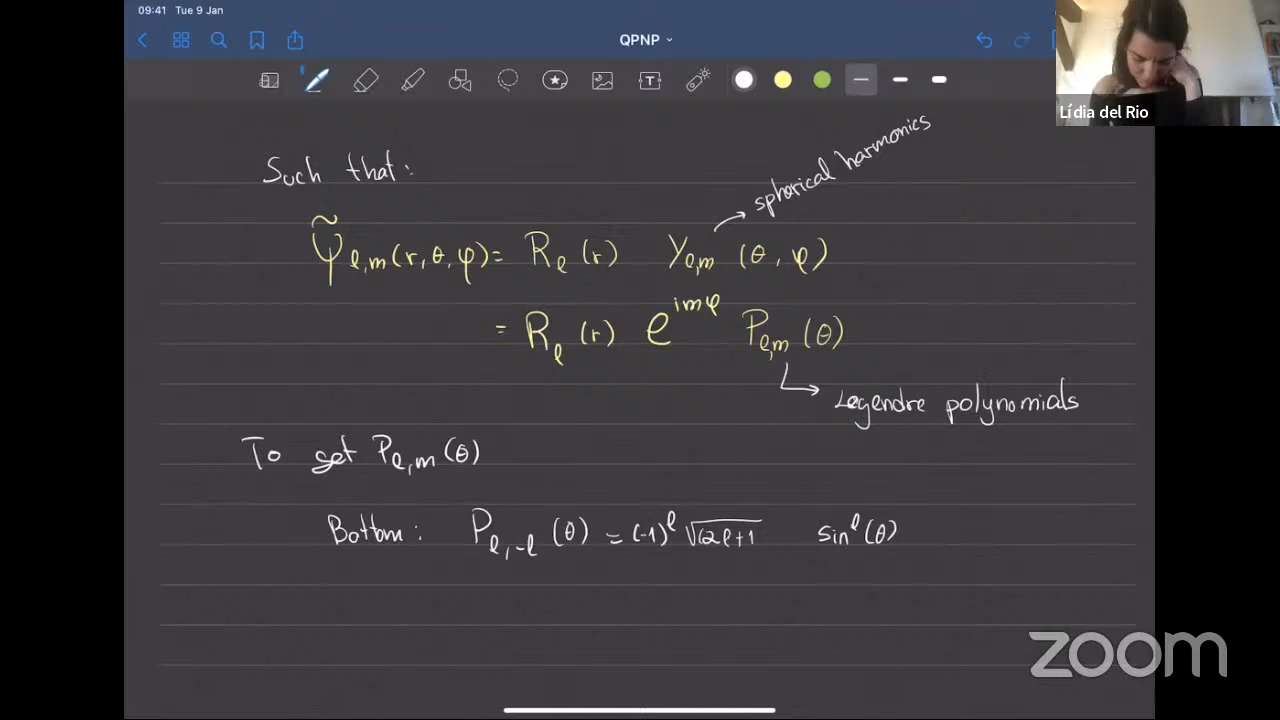 09:41 Tue 9 Jan
QPNP
Lídia del Rio
Such that:
spherical harmonics
ψ̃ℓ,m(r,θ,φ)= Rℓ(r) Yℓ,m (θ,φ)
= Rℓ(r) e^{imφ} Pℓ,m(θ)
Legendre polynomials
To get Pℓ,m(θ)
Bottom: Pℓ,-ℓ(θ) = (-1)^ℓ √(2ℓ+1 sin^ℓ(θ)
zoom